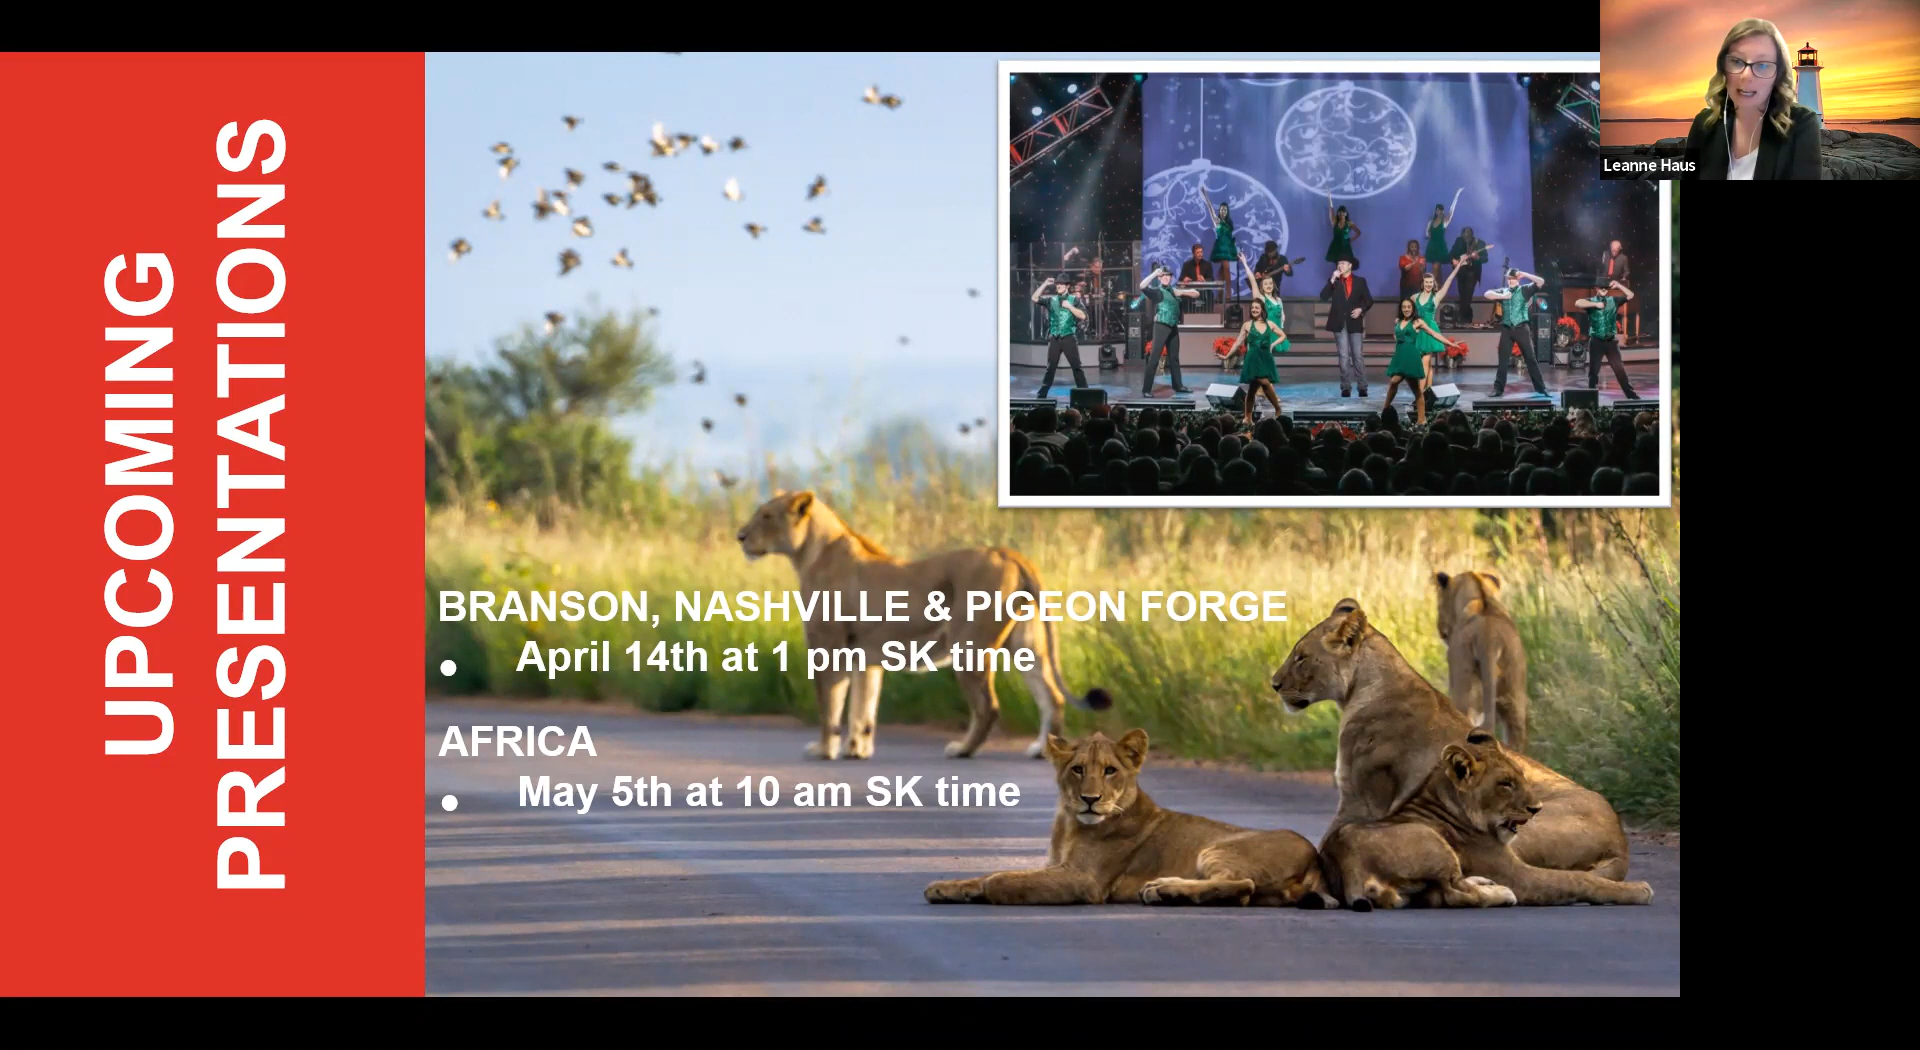 UPCOMING
PRESENTATIONS
BRANSON, NASHVILLE & PIGEON FORGE
• April 14th at 1 pm SK time
AFRICA
• May 5th at 10 am SK time
Leanne Haus